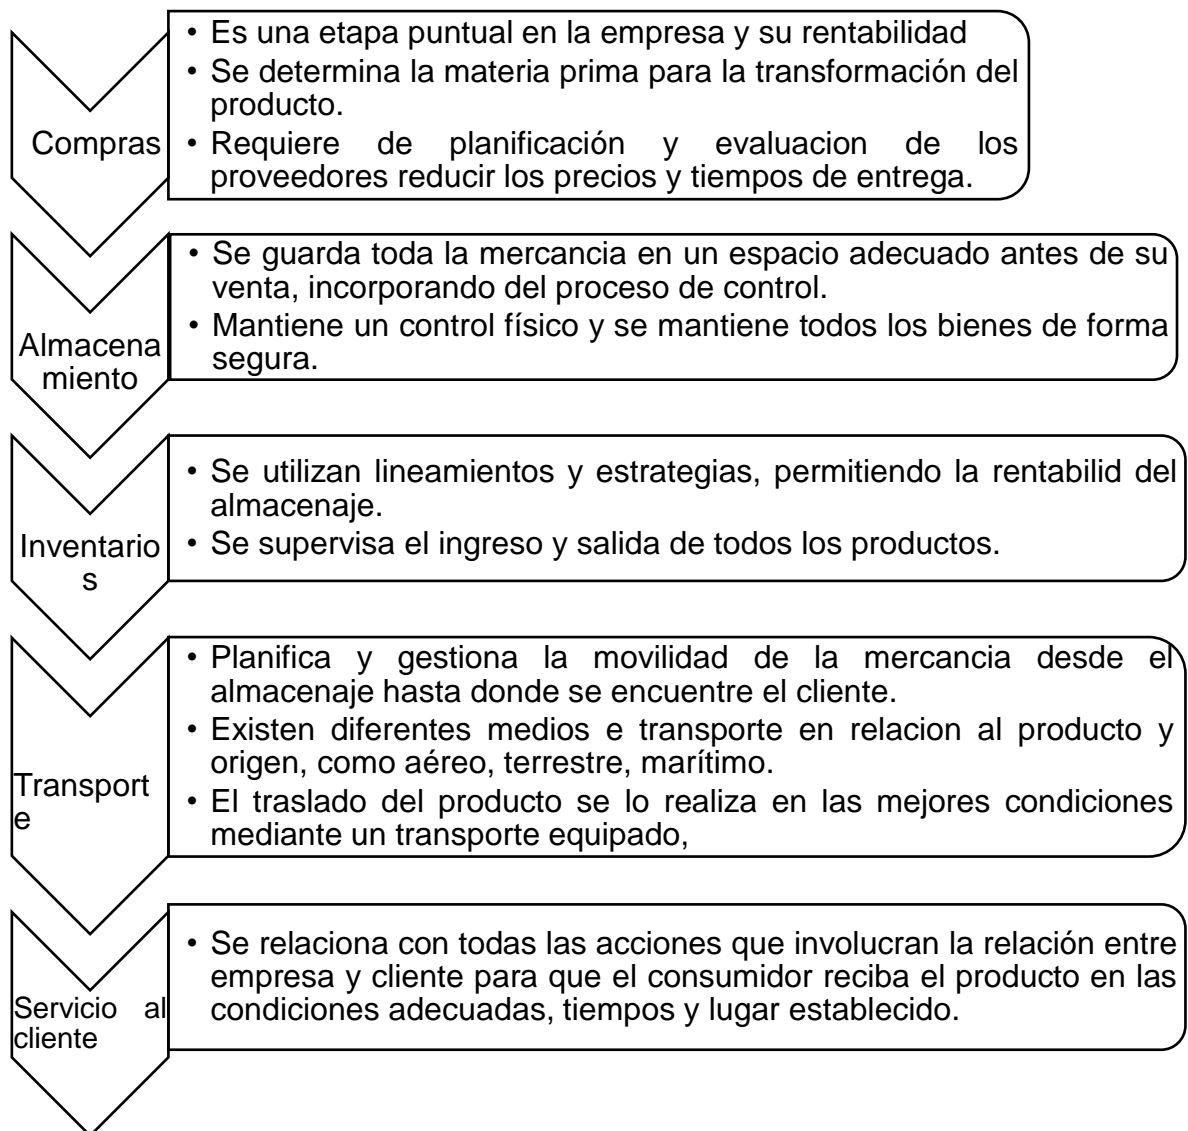 Compras
• Es una etapa puntual en la empresa y su rentabilidad
• Se determina la materia prima para la transformación del
producto.
• Requiere de planificación y evaluacion de los
proveedores reducir los precios y tiempos de entrega.
Almacena
miento
• Se guarda toda la mercancia en un espacio adecuado antes de su
venta, incorporando del proceso de control.
• Mantiene un control físico y se mantiene todos los bienes de forma
segura.
Inventario
s
• Se utilizan lineamientos y estrategias, permitiendo la rentabilid del
almacenaje.
• Se supervisa el ingreso y salida de todos los productos.
Transport
e
• Planifica y gestiona la movilidad de la mercancia desde el
almacenaje hasta donde se encuentre el cliente.
• Existen diferentes medios e transporte en relacion al producto y
origen, como aéreo, terrestre, marítimo.
• El traslado del producto se lo realiza en las mejores condiciones
mediante un transporte equipado,
Servicio al
cliente
• Se relaciona con todas las acciones que involucran la relación entre
empresa y cliente para que el consumidor reciba el producto en las
condiciones adecuadas, tiempos y lugar establecido.